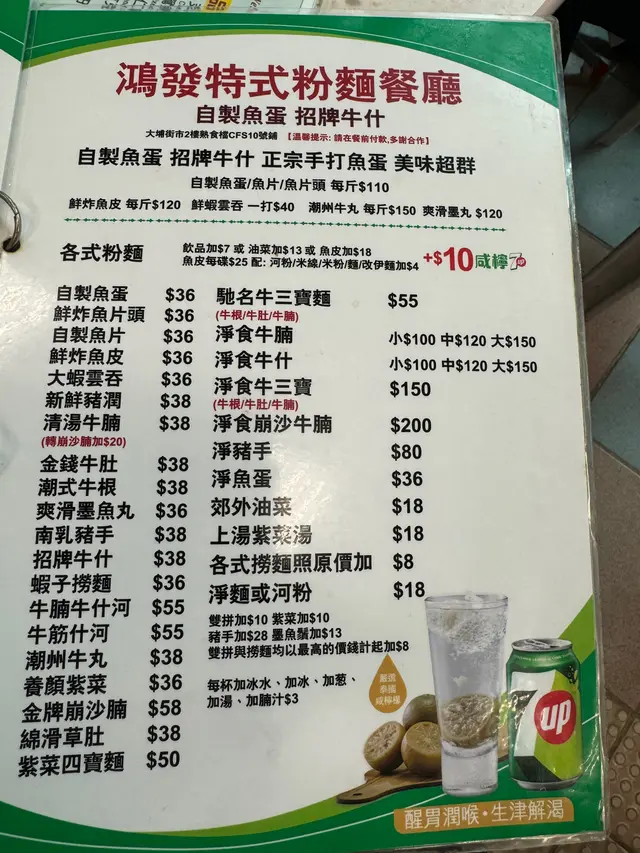 鴻發特式粉麵餐廳
自製魚蛋 招牌牛什
大埔街市2樓熟食檔CFS10號鋪 【溫馨提示: 請在餐前付款,多謝合作】
自製魚蛋 招牌牛什 正宗手打魚蛋 美味超群
自製魚蛋/魚片/魚片頭 每斤$110
鮮炸魚皮 每斤$120 鮮蝦雲吞 一打$40 潮州牛丸 每斤$150 爽滑墨丸 $120
各式粉麵
飲品加$7 或 油菜加$13 或 魚皮加$18
魚皮每碟$25 配: 河粉/米線/米粉/麵/改伊麵加$4
+$10咸檸7up
自製魚蛋 $36
鮮炸魚片頭 $36
自製魚片 $36
鮮炸魚皮 $36
大蝦雲吞 $36
新鮮豬潤 $38
清湯牛腩 $38
(轉崩沙腩加$20)
金錢牛肚 $38
潮式牛根 $38
爽滑墨魚丸 $36
南乳豬手 $38
招牌牛什 $38
蝦子撈麵 $36
牛腩牛什河 $55
牛筋什河 $55
潮州牛丸 $38
養顏紫菜 $36
金牌崩沙腩 $58
綿滑草肚 $38
紫菜四寶麵 $50
馳名牛三寶麵 $55
(牛根/牛肚/牛腩)
淨食牛腩 小$100 中$120 大$150
淨食牛什 小$100 中$120 大$150
淨食牛三寶 $150
(牛根/牛肚/牛腩)
淨食崩沙牛腩 $200
淨豬手 $80
淨魚蛋 $36
郊外油菜 $18
上湯紫菜湯 $18
各式撈麵照原價加 $8
淨麵或河粉 $18
雙拼加$10 紫菜加$10
豬手加$28 墨魚鬚加$13
雙拼與撈麵均以最高的價錢計起加$8
每杯加冰水、加冰、加葱、
加湯、加腩汁$3
嚴選
泰國
咸檸檬
7up
醒胃潤喉·生津解渴